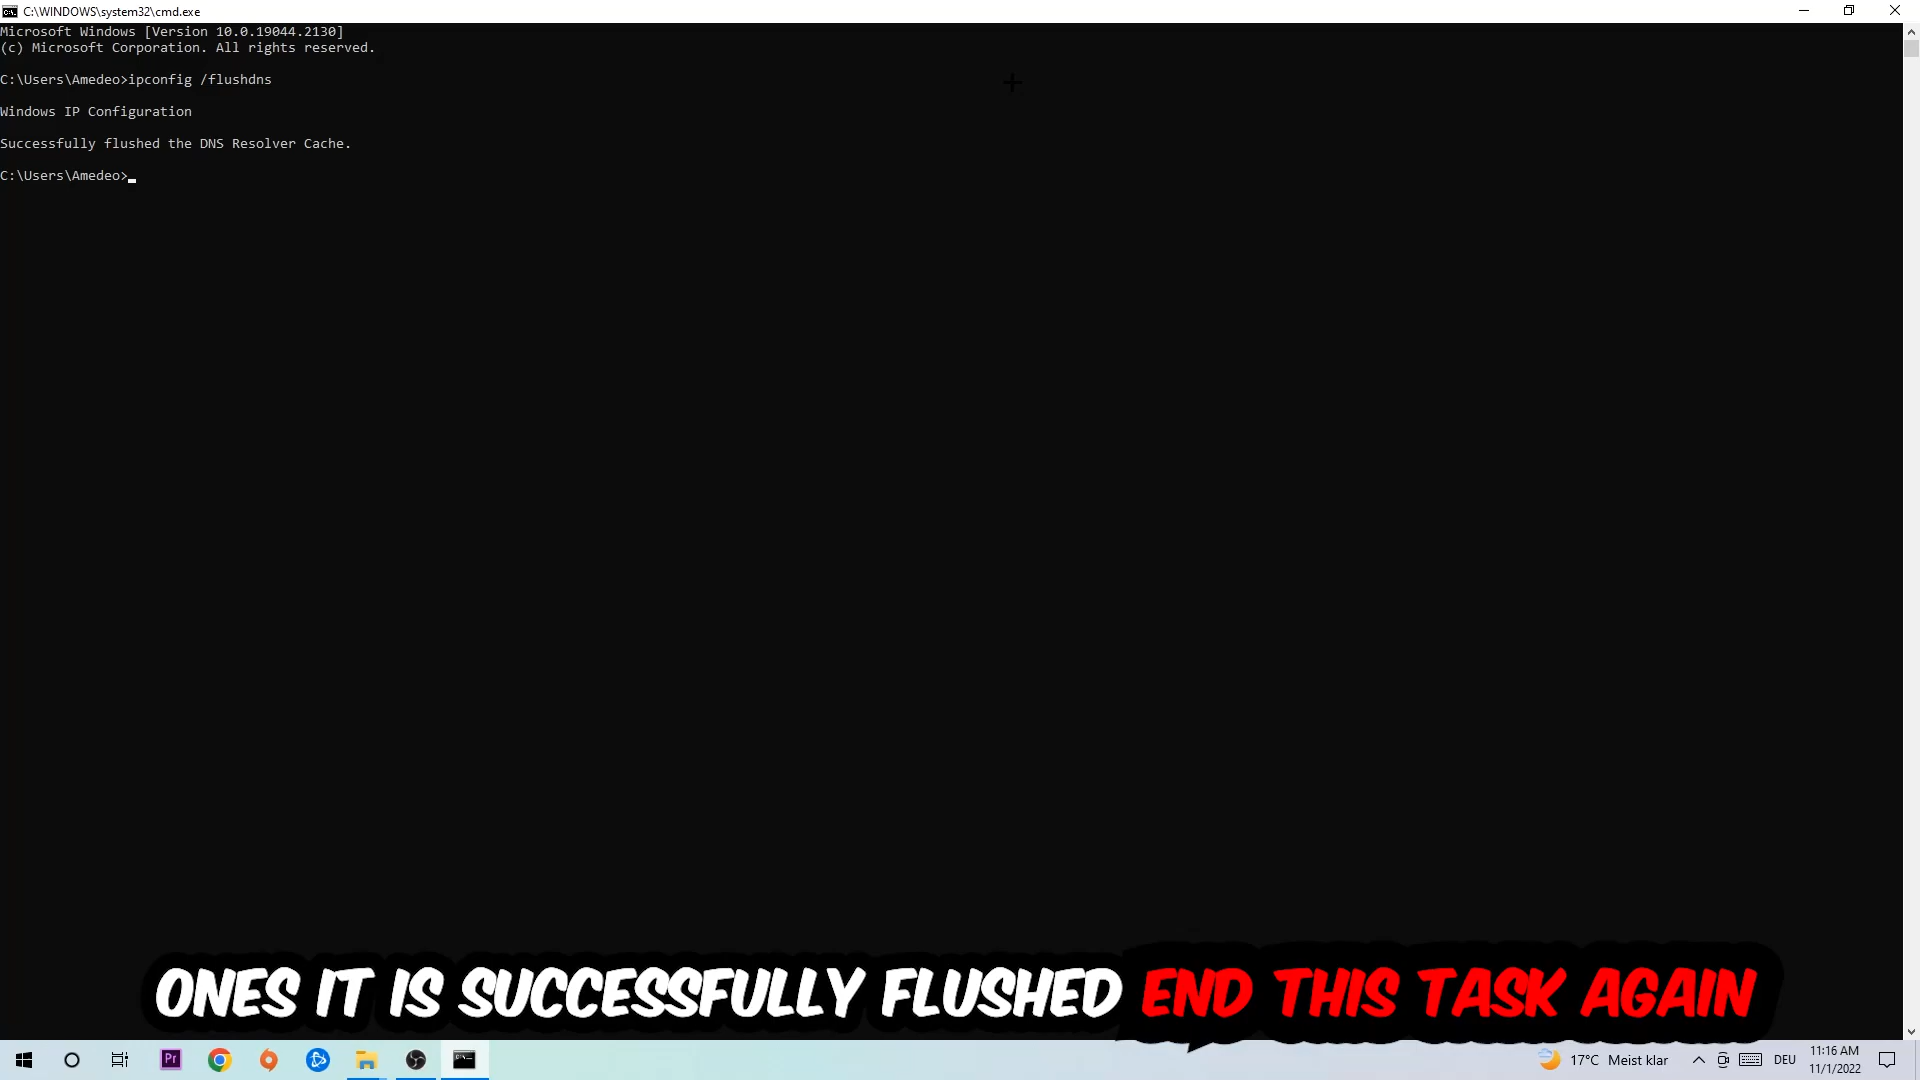 C:\WINDOWS\system32\cmd.exe
Microsoft Windows [Version 10.0.19044.2130]
(c) Microsoft Corporation. All rights reserved.
C:\Users\Amedeo>ipconfig /flushdns
Windows IP Configuration
Successfully flushed the DNS Resolver Cache.
C:\Users\Amedeo>
ONES IT IS SUCCESSFULLY FLUSHED END THIS TASK AGAIN
Pr
17°C Meist klar
DEU
11:16 AM
11/1/2022